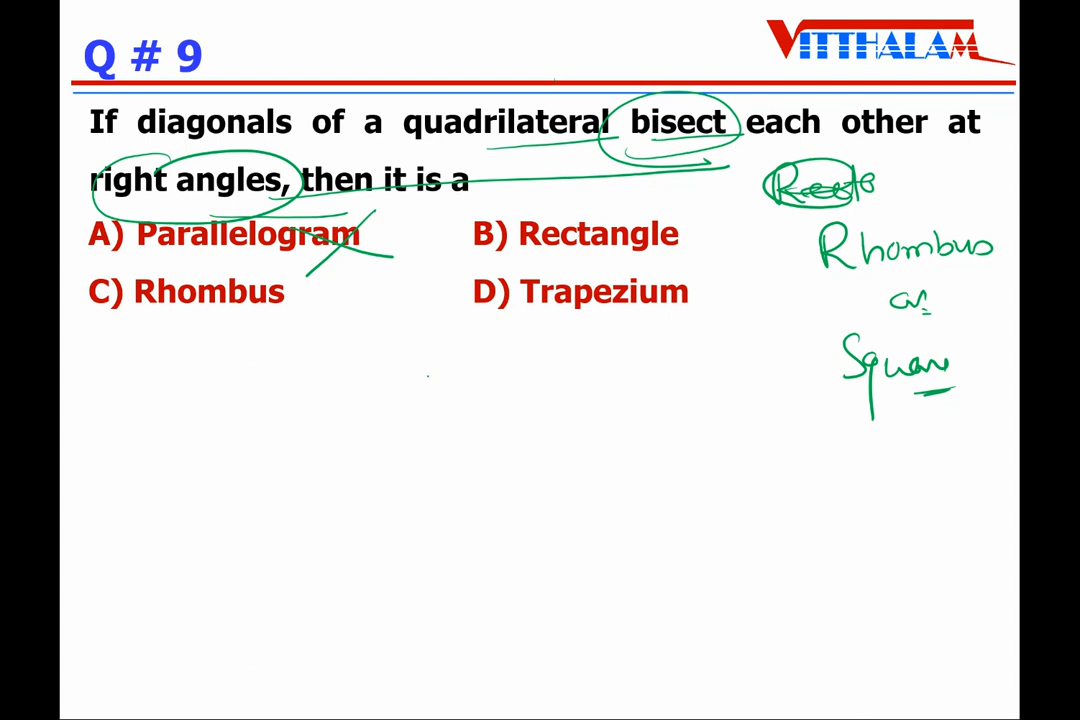 Q # 9
VITTHALAM
If diagonals of a quadrilateral bisect each other at
right angles, then it is a
A) Parallelogram
B) Rectangle
C) Rhombus
D) Trapezium
Rhombus
or
Square